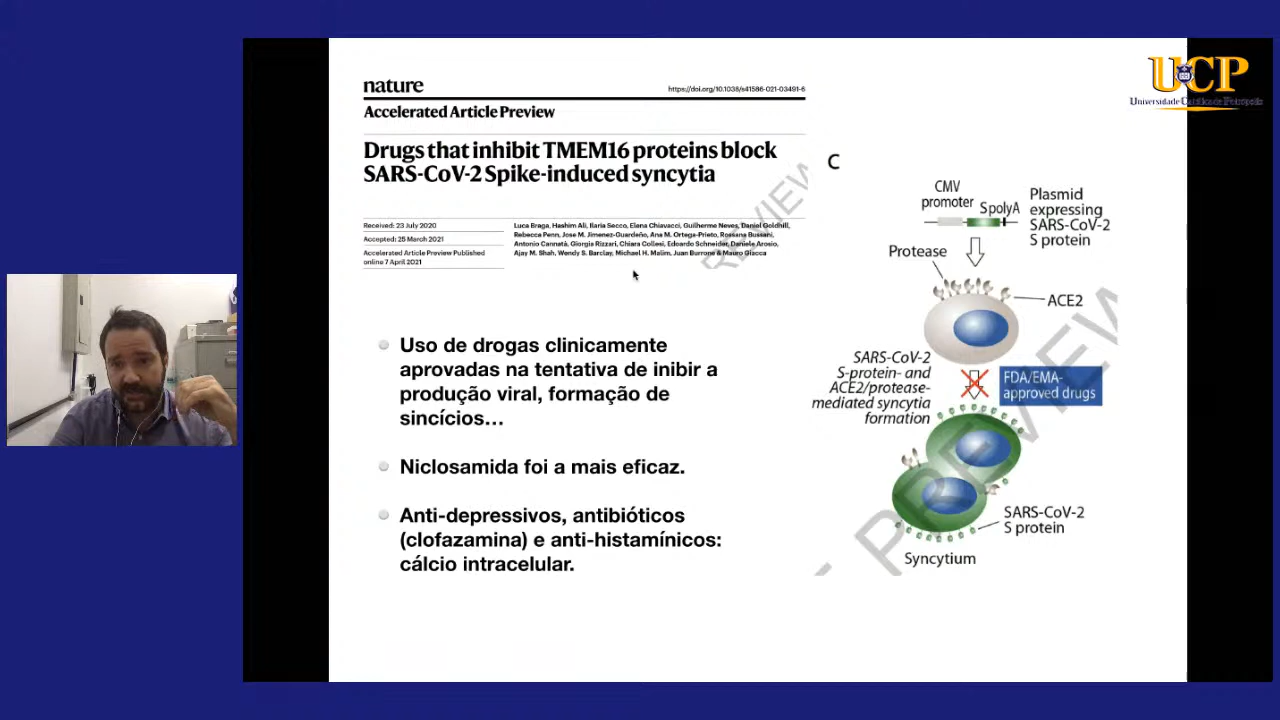 UCP
Universidade Católica de Petrópolis
nature
https://doi.org/10.1038/s41586-021-03491-6
Accelerated Article Preview
Drugs that inhibit TMEM16 proteins block
SARS-CoV-2 Spike-induced syncytia
Received: 23 July 2020
Accepted: 25 March 2021
Accelerated Article Preview Published
online 7 April 2021
Luca Braga, Hashim Ali, Ilaria Secco, Elena Chiavacci, Guilherme Neves, Daniel Goldhill,
Rebecca Penn, Jose M. Jimenez-Guardeño, Ana M. Ortega-Prieto, Rossana Bussani,
Antonio Cannatà, Giorgia Rizzari, Chiara Collesi, Edoardo Schneider, Daniele Arosio,
Ajay M. Shah, Wendy S. Barclay, Michael H. Malim, Juan Burrone & Mauro Giacca
REVIEW
Uso de drogas clinicamente
aprovadas na tentativa de inibir a
produção viral, formação de
sincícios…
Niclosamida foi a mais eficaz.
Anti-depressivos, antibióticos
(clofazamina) e anti-histamínicos:
cálcio intracelular.
C
CMV
promoter
S polyA
Plasmid
expressing
SARS-CoV-2
S protein
Protease
ACE2
SARS-CoV-2
S-protein- and
ACE2/protease-
mediated syncytia
formation
FDA/EMA-
approved drugs
SARS-CoV-2
S protein
Syncytium
PREVIEW